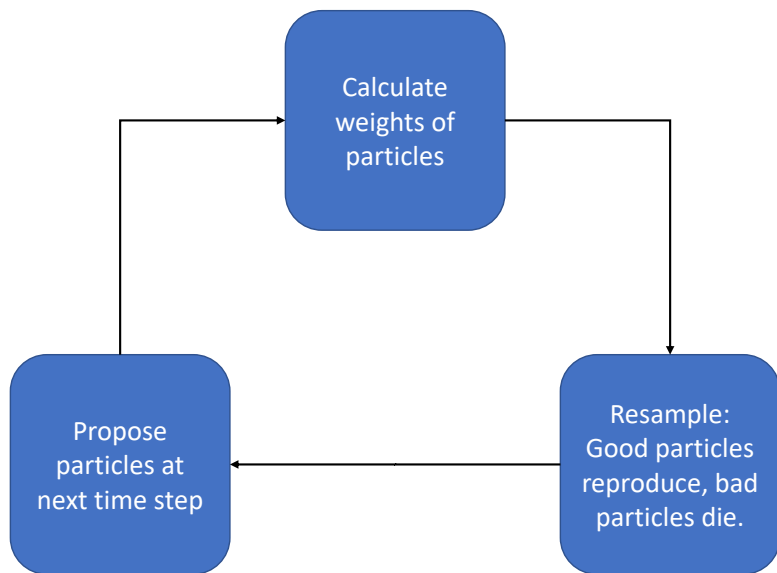 Calculate
weights of
particles
Propose
particles at
next time step
Resample:
Good particles
reproduce, bad
particles die.